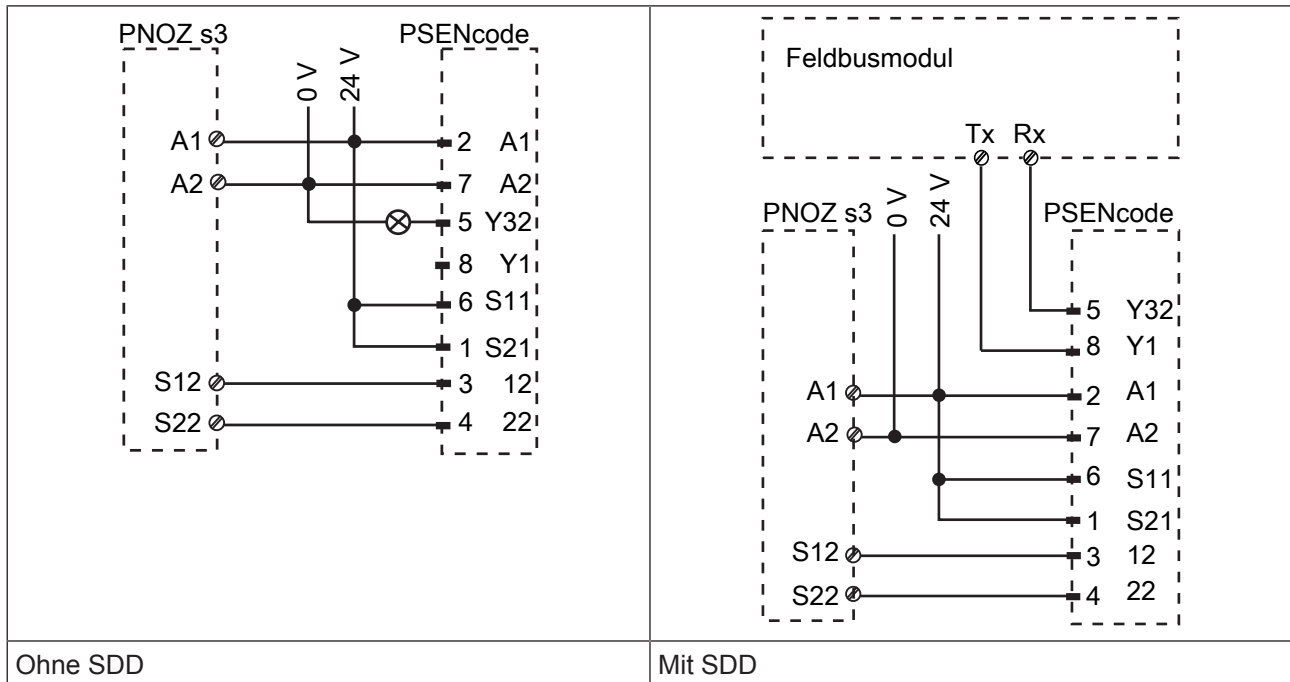 PNOZ s3
PSENcode
0 V
24 V
A1
2 A1
A2
7 A2
5 Y32
8 Y1
6 S11
1 S21
S12
3 12
S22
4 22
Ohne SDD
Feldbusmodul
Tx Rx
PNOZ s3
0 V
24 V
PSENcode
5 Y32
8 Y1
A1
2 A1
A2
7 A2
6 S11
1 S21
S12
3 12
S22
4 22
Mit SDD